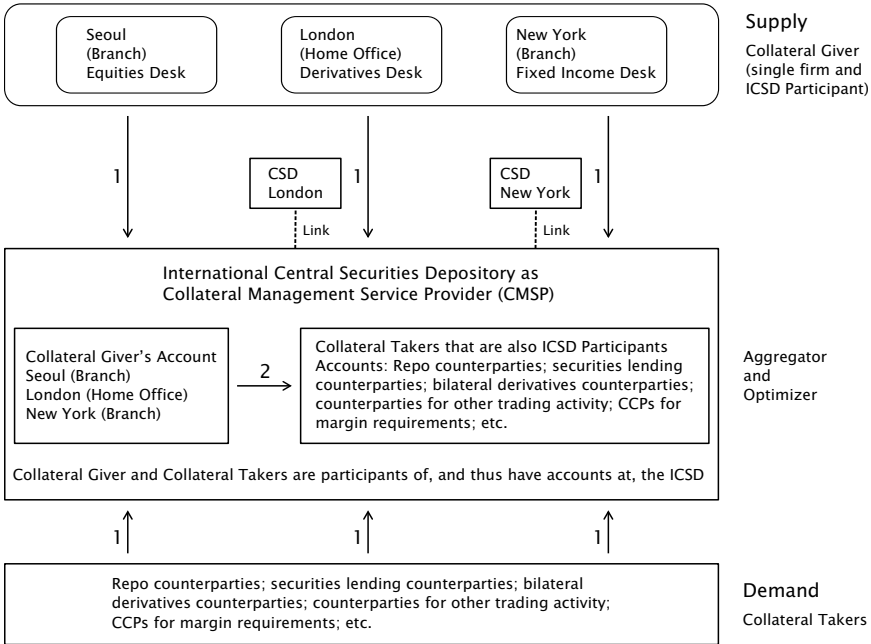 Seoul
(Branch)
Equities Desk
London
(Home Office)
Derivatives Desk
New York
(Branch)
Fixed Income Desk
Supply
Collateral Giver
(single firm and
ICSD Participant)
1
CSD
London
1
CSD
New York
1
Link
Link
International Central Securities Depository as
Collateral Management Service Provider (CMSP)
Collateral Giver’s Account
Seoul (Branch)
London (Home Office)
New York (Branch)
2
Collateral Takers that are also ICSD Participants
Accounts: Repo counterparties; securities lending
counterparties; bilateral derivatives counterparties;
counterparties for other trading activity; CCPs for
margin requirements; etc.
Aggregator
and
Optimizer
Collateral Giver and Collateral Takers are participants of, and thus have accounts at, the ICSD
1
1
1
Repo counterparties; securities lending counterparties; bilateral
derivatives counterparties; counterparties for other trading activity;
CCPs for margin requirements; etc.
Demand
Collateral Takers